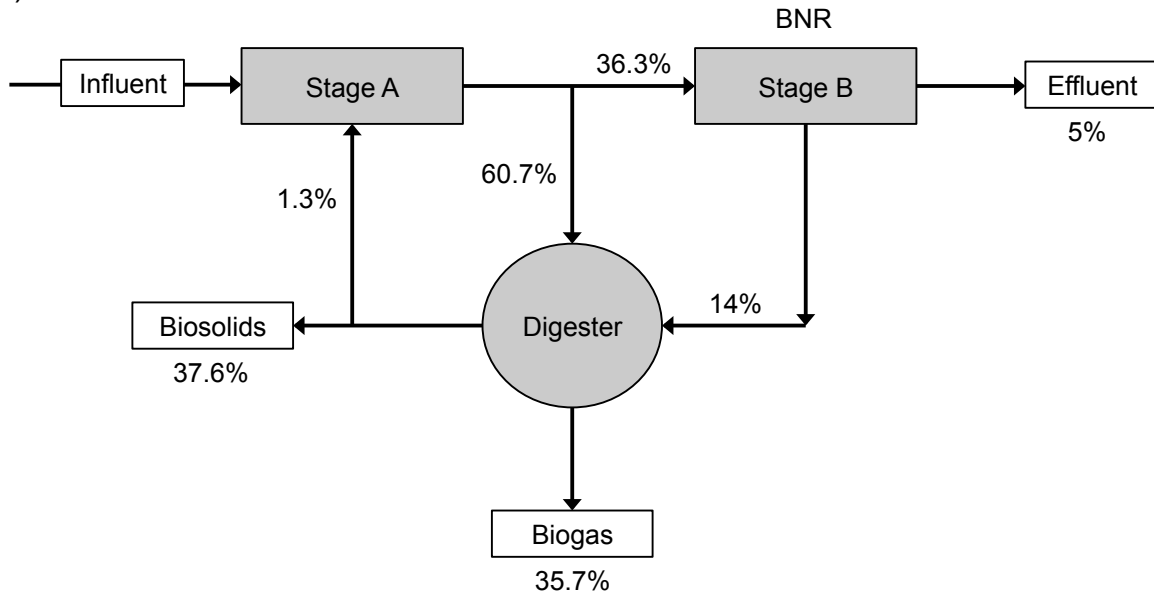 )
BNR
36.3%
Influent
Stage A
Stage B
Effluent
5%
60.7%
1.3%
14%
Biosolids
Digester
37.6%
Biogas
35.7%